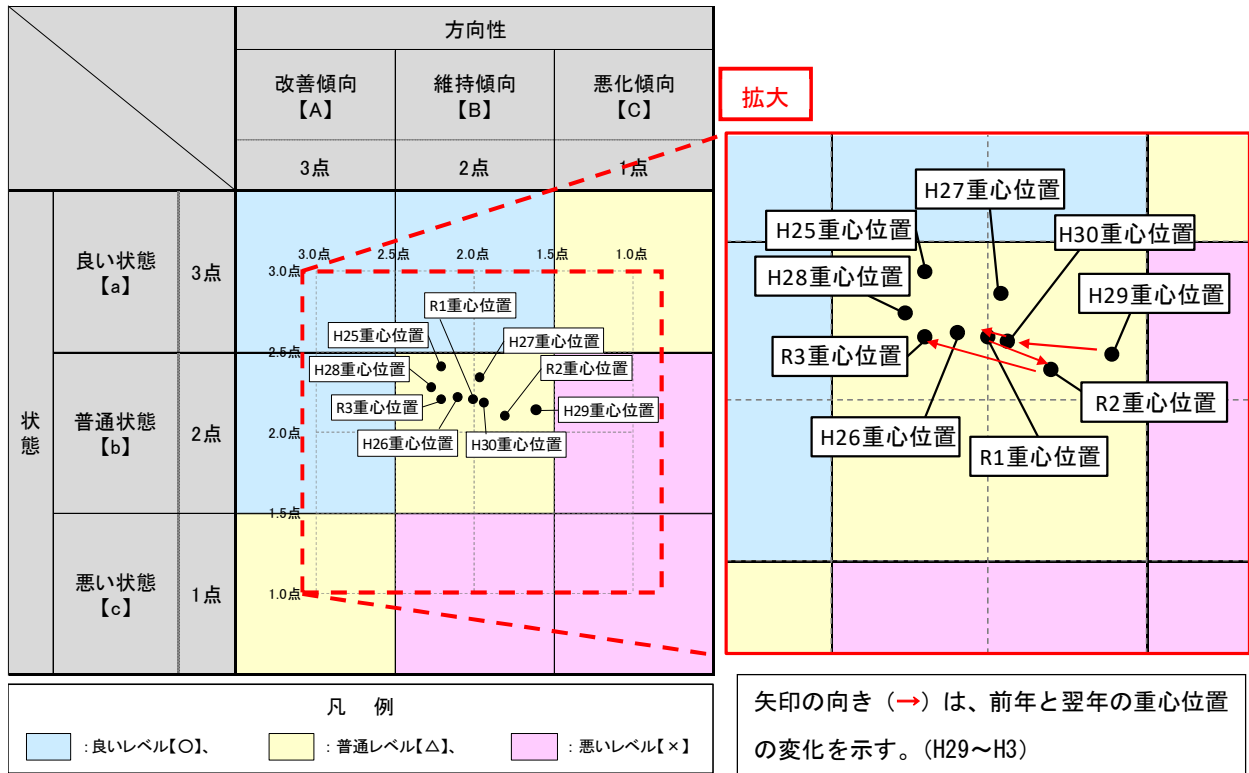 方向性
改善傾向
【A】
維持傾向
【B】
悪化傾向
【C】
3点
2点
1点
状態
良い状態
【a】
3点
普通状態
【b】
2点
悪い状態
【c】
1点
3.0点
2.5点
2.0点
1.5点
1.0点
3.0点
2.5点
2.0点
1.5点
1.0点
R1重心位置
H25重心位置
H27重心位置
H28重心位置
R2重心位置
R3重心位置
H29重心位置
H26重心位置
H30重心位置
拡大
H27重心位置
H25重心位置
H30重心位置
H28重心位置
H29重心位置
R3重心位置
R2重心位置
H26重心位置
R1重心位置
凡 例
：良いレベル【○】、
：普通レベル【△】、
：悪いレベル【×】
矢印の向き（→）は、前年と翌年の重心位置
の変化を示す。（H29～H3）